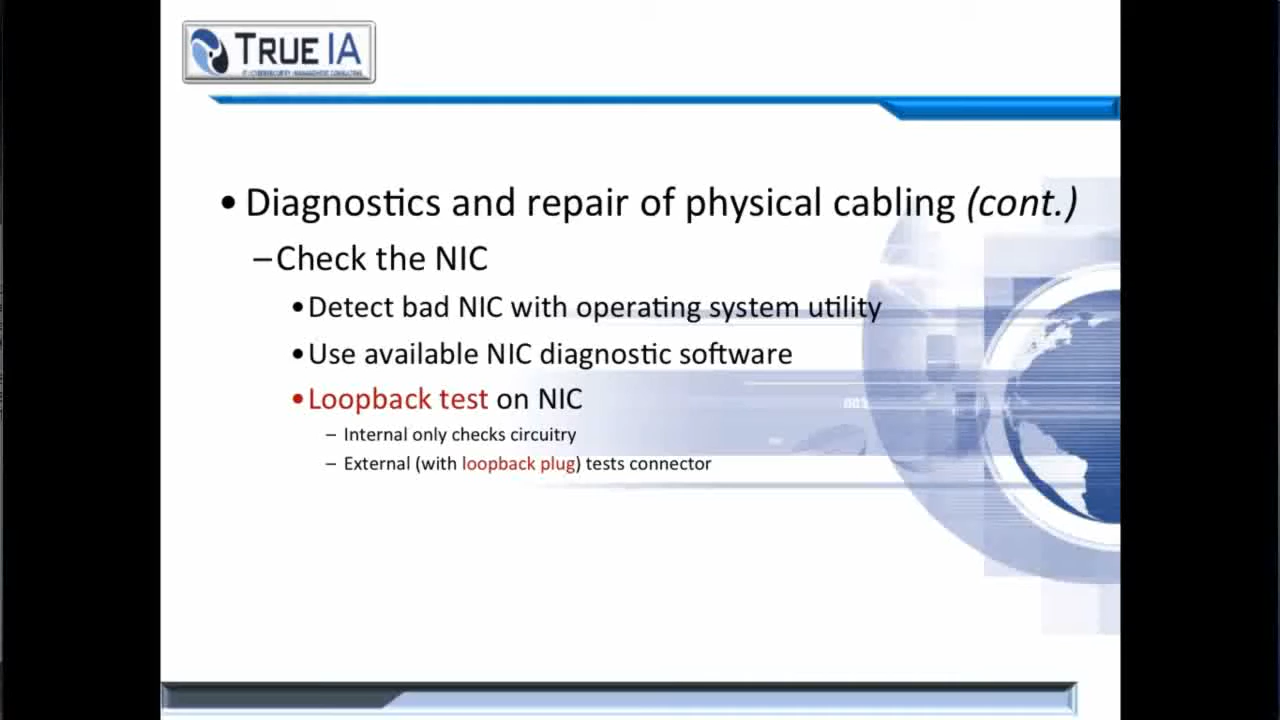 TRUE IA
• Diagnostics and repair of physical cabling (cont.)
–Check the NIC
•Detect bad NIC with operating system utility
•Use available NIC diagnostic software
•Loopback test on NIC
– Internal only checks circuitry
– External (with loopback plug) tests connector